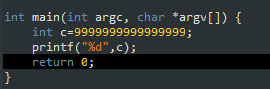 int main(int argc, char *argv[]) {
int c=9999999999999999;
printf("%d",c);
return 0;
}